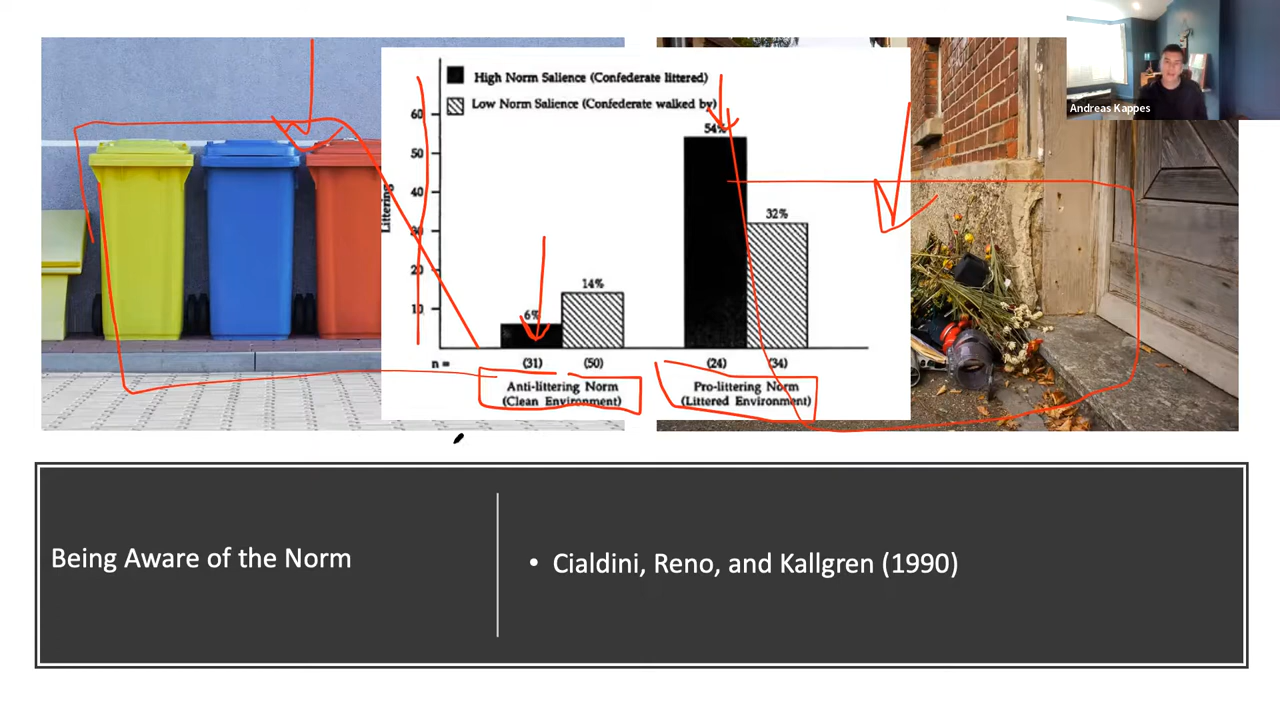 Andreas Kappes
High Norm Salience (Confederate littered)
Low Norm Salience (Confederate walked by)
Littering
60
50
40
30
20
10
6%
14%
54%
32%
n =
(31)
(50)
(24)
(34)
Anti-littering Norm
(Clean Environment)
Pro-littering Norm
(Littered Environment)
Being Aware of the Norm
• Cialdini, Reno, and Kallgren (1990)